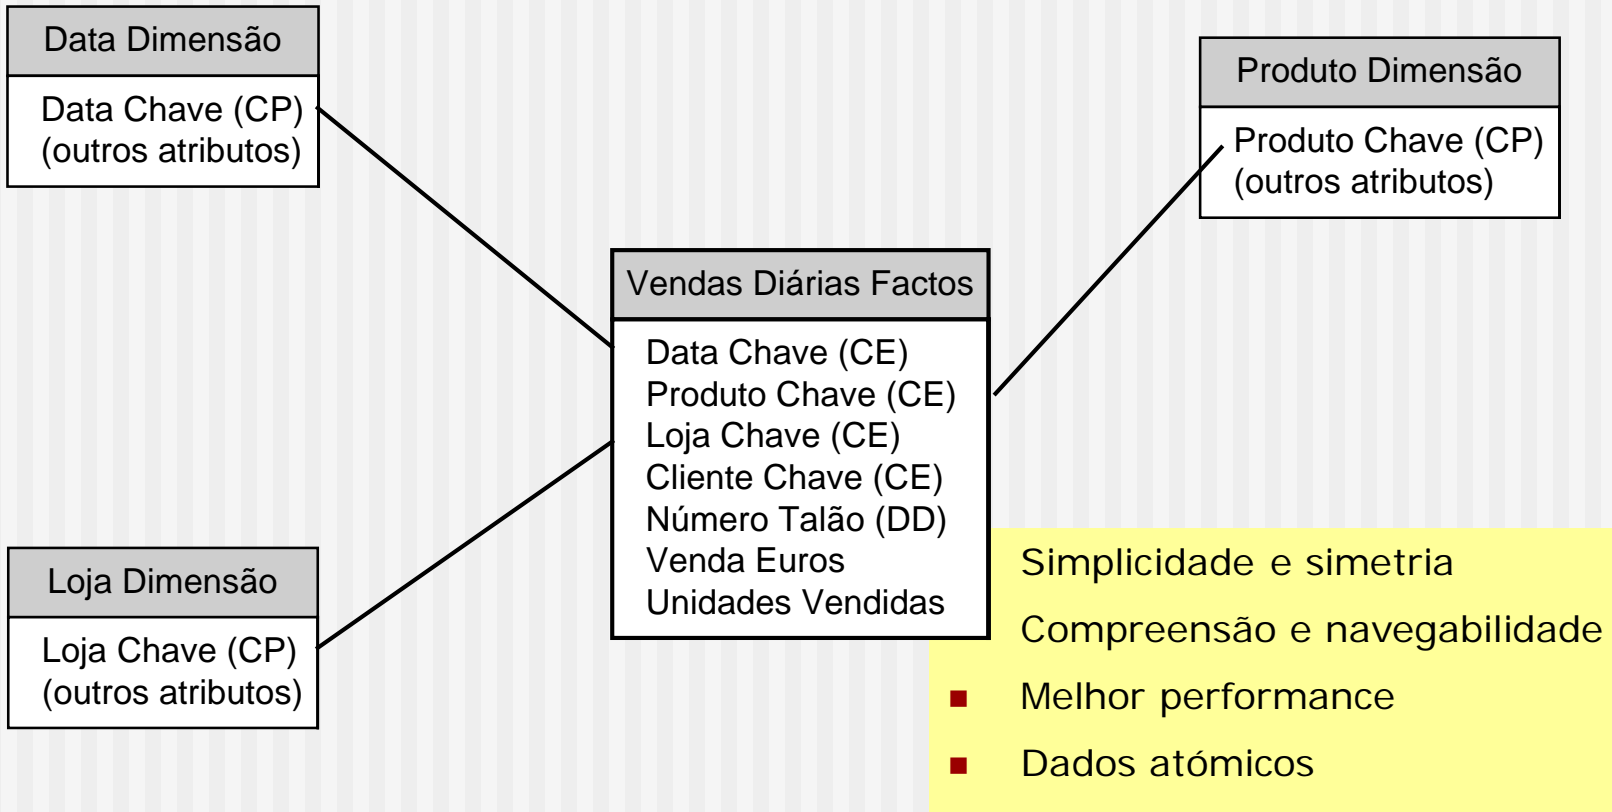 Data Dimensão
Data Chave (CP)
(outros atributos)
Produto Dimensão
Produto Chave (CP)
(outros atributos)
Vendas Diárias Factos
Data Chave (CE)
Produto Chave (CE)
Loja Chave (CE)
Cliente Chave (CE)
Número Talão (DD)
Venda Euros
Unidades Vendidas
Loja Dimensão
Loja Chave (CP)
(outros atributos)
Simplicidade e simetria
Compreensão e navegabilidade
Melhor performance
Dados atómicos